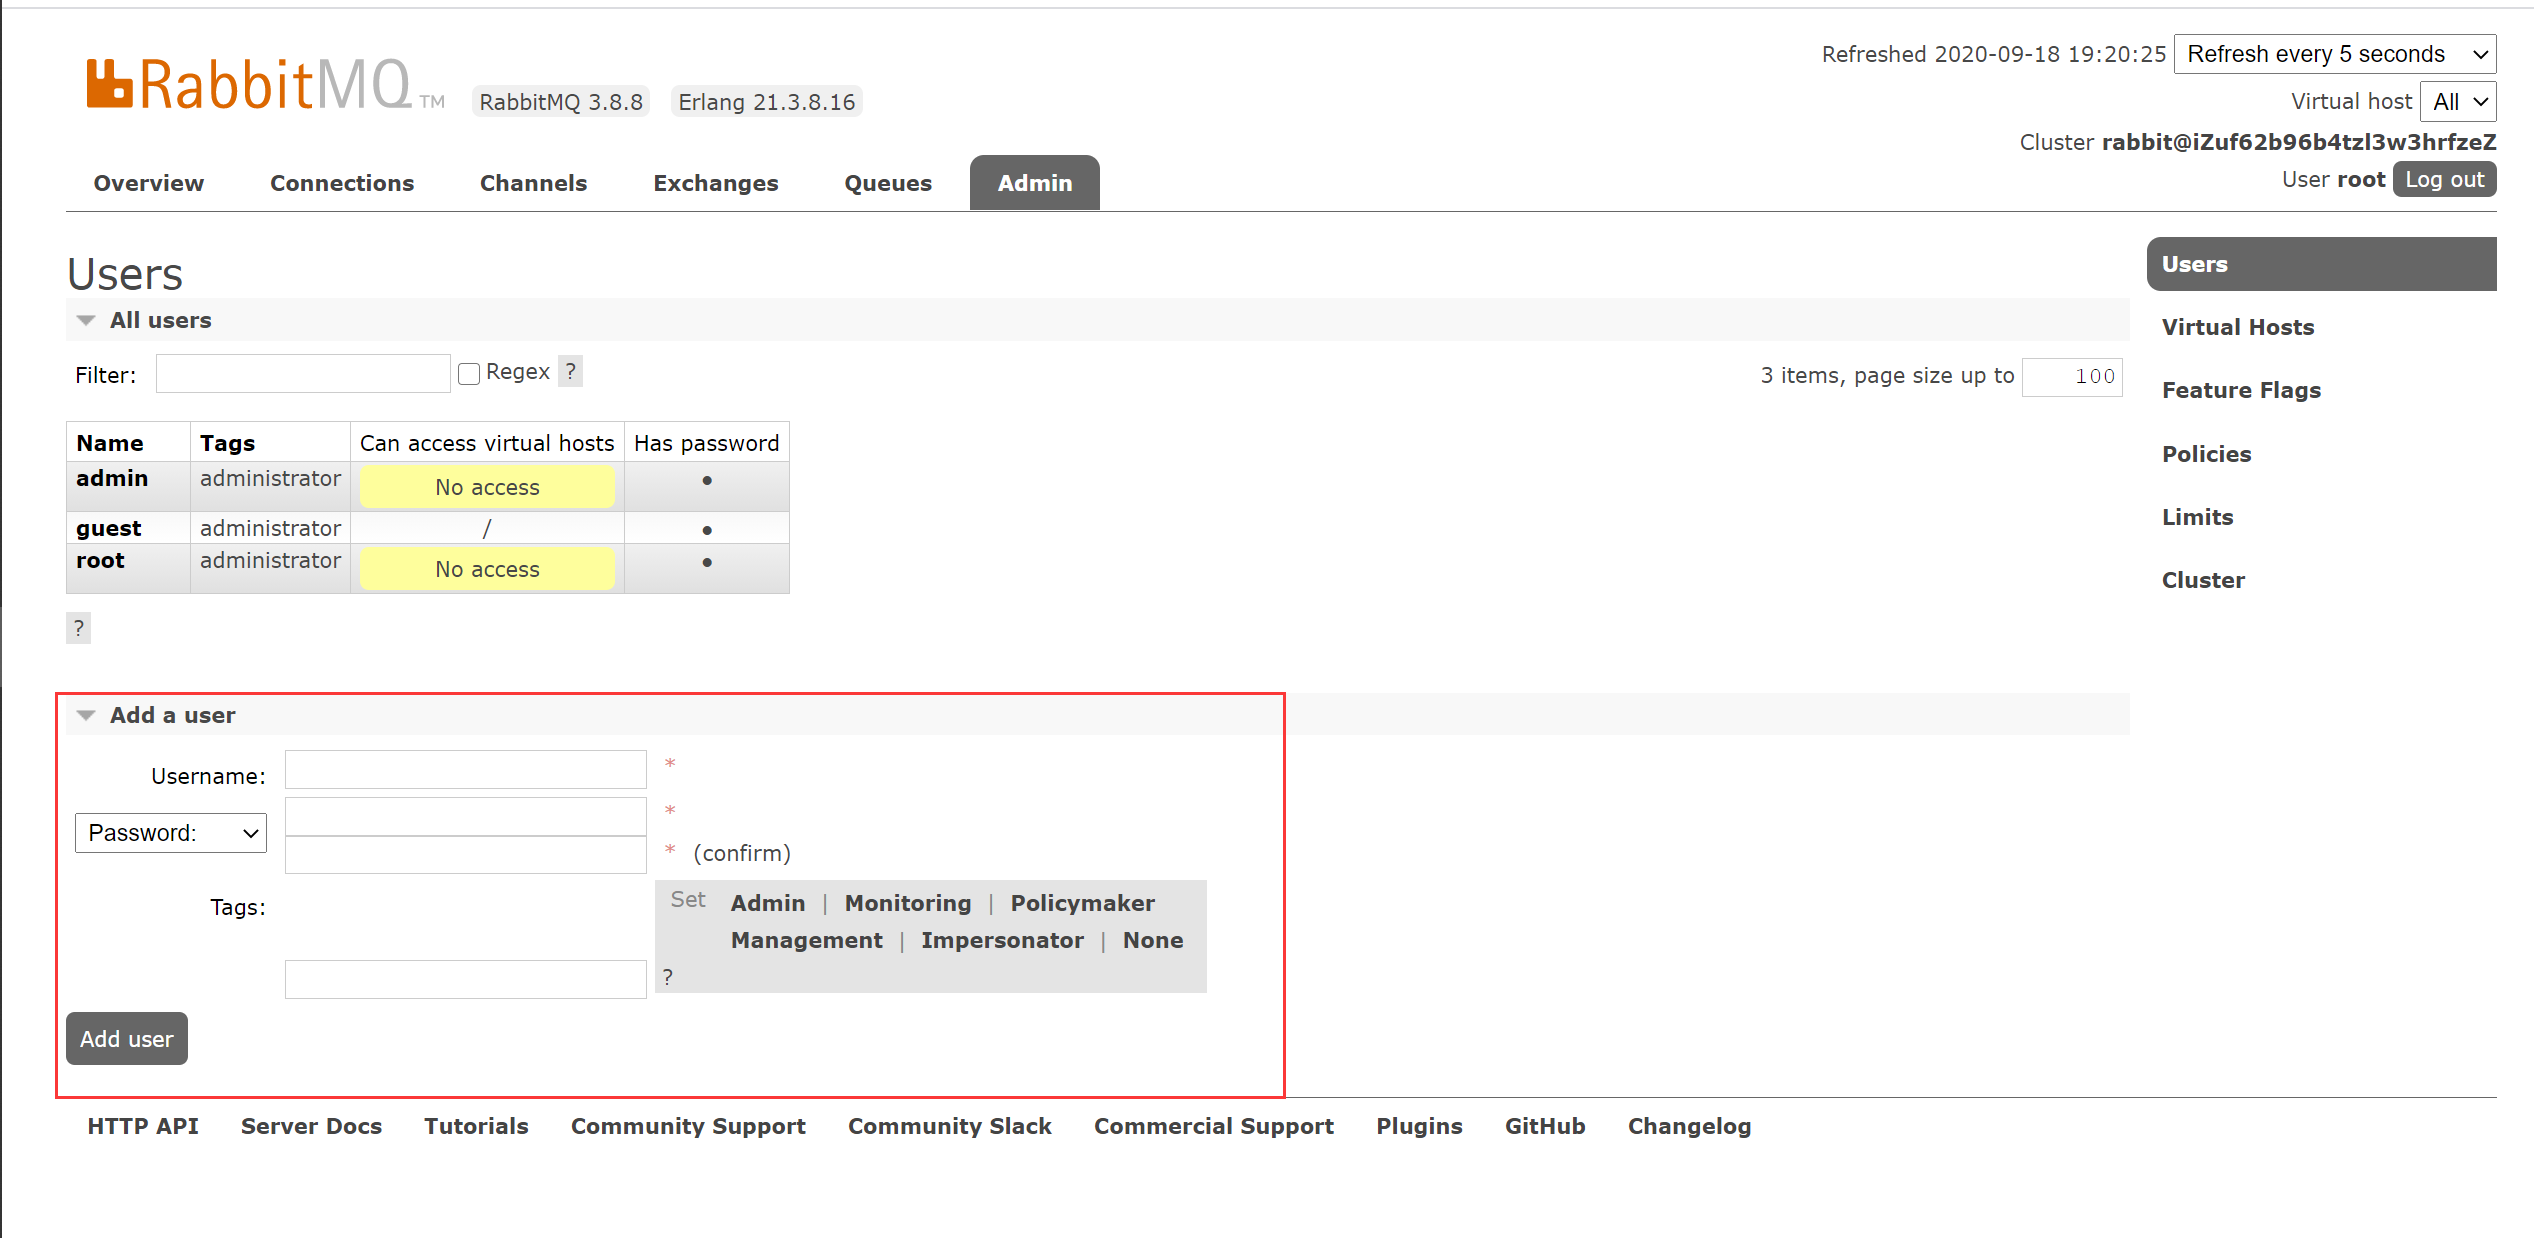 Refreshed 2020-09-18 19:20:25 Refresh every 5 seconds
RabbitMQ TM RabbitMQ 3.8.8 Erlang 21.3.8.16
Virtual host All
Cluster rabbit@iZuf62b96b4tzl3w3hrfzeZ
User root Log out
Overview Connections Channels Exchanges Queues Admin
Users
All users
Filter: Regex ? 3 items, page size up to 100
Name Tags Can access virtual hosts Has password
admin administrator No access •
guest administrator / •
root administrator No access •
?
Users
Virtual Hosts
Feature Flags
Policies
Limits
Cluster
Add a user
Username: *
Password: *
* (confirm)
Tags: Set Admin | Monitoring | Policymaker
Management | Impersonator | None
?
Add user
HTTP API Server Docs Tutorials Community Support Community Slack Commercial Support Plugins GitHub Changelog